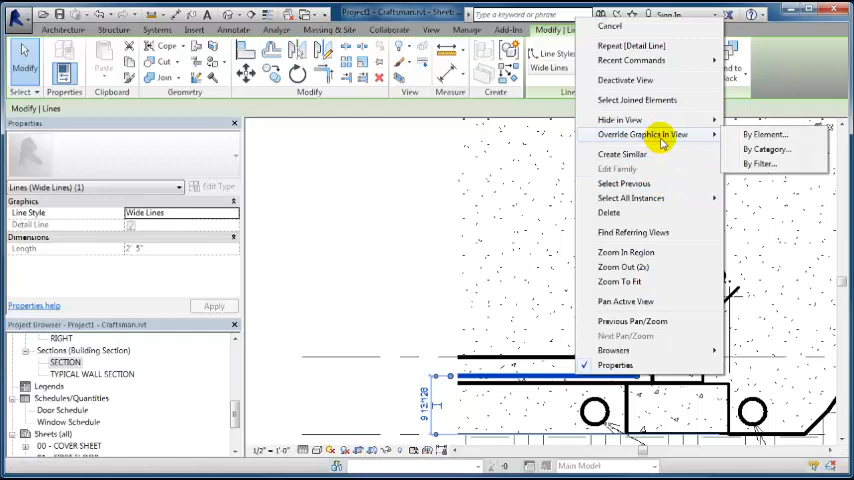 Project1 - Craftsman.rvt - Sheet:
Type a keyword or phrase
Sign In
Architecture Structure Systems Insert Annotate Analyze Massing & Site Collaborate View Manage Add-Ins Modify | Lin
Modify
Cope
Cut
Join
Paste
Line Style:
Wide Lines
Select Properties Clipboard Geometry Modify View Measure Create
Modify | Lines
Properties
Lines (Wide Lines) (1)
Edit Type
Graphics
Line Style
Wide Lines
Detail Line
Dimensions
Length
2' 5"
Properties help
Apply
Project Browser - Project1 - Craftsman.rvt
RIGHT
Sections (Building Section)
SECTION
TYPICAL WALL SECTION
Legends
Schedules/Quantities
Door Schedule
Window Schedule
Sheets (all)
00 - COVER SHEET
Cancel
Repeat [Detail Line]
Recent Commands
Deactivate View
Select Joined Elements
Hide in View
Override Graphics in View
Create Similar
Edit Family
Select Previous
Select All Instances
Delete
Find Referring Views
Zoom In Region
Zoom Out (2x)
Zoom To Fit
Pan Active View
Previous Pan/Zoom
Next Pan/Zoom
Browsers
Properties
By Element...
By Category...
By Filter...
9 13/128
1/2" = 1'-0"
:0
Main Model